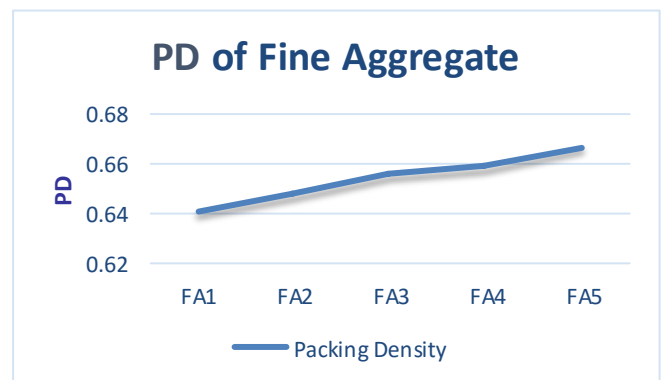 PD of Fine Aggregate
0.68
0.66
0.64
0.62
PD
FA1 FA2 FA3 FA4 FA5
Packing Density